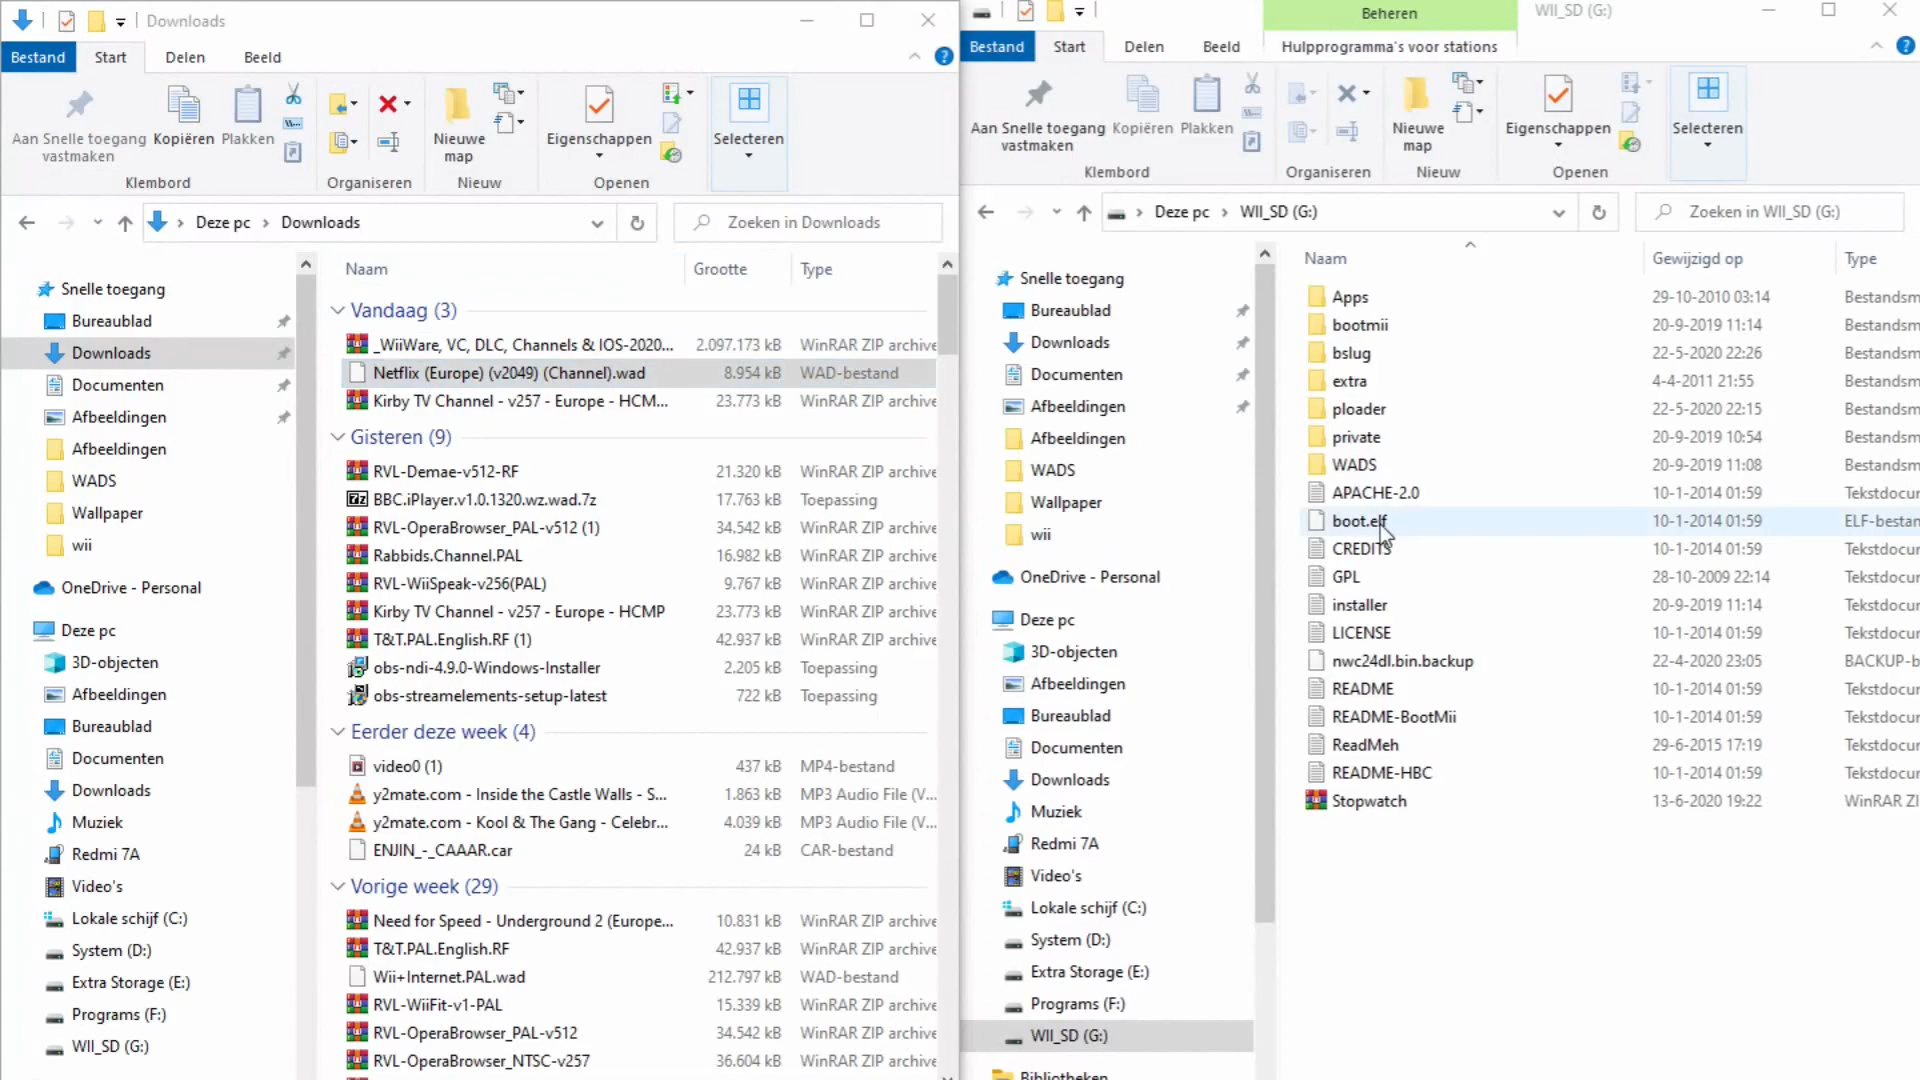 Downloads
Bestand Start Delen Beeld
Aan Snelle toegang vastmaken
Kopiëren
Plakken
Klembord
Organiseren
Nieuwe map
Nieuw
Eigenschappen
Openen
Selecteren
Deze pc Downloads
Zoeken in Downloads
Snelle toegang
Bureaublad
Downloads
Documenten
Afbeeldingen
Afbeeldingen
WADS
Wallpaper
wii
OneDrive - Personal
Deze pc
3D-objecten
Afbeeldingen
Bureaublad
Documenten
Downloads
Muziek
Redmi 7A
Video's
Lokale schijf (C:)
System (D:)
Extra Storage (E:)
Programs (F:)
WII_SD (G:)
Naam Grootte Type
Vandaag (3)
_WiiWare, VC, DLC, Channels & IOS-2020... 2.097.173 kB WinRAR ZIP archive
Netflix (Europe) (v2049) (Channel).wad 8.954 kB WAD-bestand
Kirby TV Channel - v257 - Europe - HCM... 23.773 kB WinRAR ZIP archive
Gisteren (9)
RVL-Demae-v512-RF 21.320 kB WinRAR ZIP archive
BBC.iPlayer.v1.0.1320.wz.wad.7z 17.763 kB Toepassing
RVL-OperaBrowser_PAL-v512 (1) 34.542 kB WinRAR ZIP archive
Rabbids.Channel.PAL 16.982 kB WinRAR ZIP archive
RVL-WiiSpeak-v256(PAL) 9.767 kB WinRAR ZIP archive
Kirby TV Channel - v257 - Europe - HCMP 23.773 kB WinRAR ZIP archive
T&T.PAL.English.RF (1) 42.937 kB WinRAR ZIP archive
obs-ndi-4.9.0-Windows-Installer 2.205 kB Toepassing
obs-streamelements-setup-latest 722 kB Toepassing
Eerder deze week (4)
video0 (1) 437 kB MP4-bestand
y2mate.com - Inside the Castle Walls - S... 1.863 kB MP3 Audio File (V...
y2mate.com - Kool & The Gang - Celebr... 4.039 kB MP3 Audio File (V...
ENJIN_-_CAAAR.car 24 kB CAR-bestand
Vorige week (29)
Need for Speed - Underground 2 (Europe... 10.831 kB WinRAR ZIP archive
T&T.PAL.English.RF 42.937 kB WinRAR ZIP archive
Wii+Internet.PAL.wad 212.797 kB WAD-bestand
RVL-WiiFit-v1-PAL 15.339 kB WinRAR ZIP archive
RVL-OperaBrowser_PAL-v512 34.542 kB WinRAR ZIP archive
RVL-OperaBrowser_NTSC-v257 36.604 kB WinRAR ZIP archive
Beheren WII_SD (G:)
Bestand Start Delen Beeld Hulpprogramma's voor stations
Aan Snelle toegang vastmaken
Kopiëren
Plakken
Klembord
Organiseren
Nieuwe map
Nieuw
Eigenschappen
Openen
Selecteren
Deze pc WII_SD (G:)
Zoeken in WII_SD (G:)
Snelle toegang
Bureaublad
Downloads
Documenten
Afbeeldingen
Afbeeldingen
WADS
Wallpaper
wii
OneDrive - Personal
Deze pc
3D-objecten
Afbeeldingen
Bureaublad
Documenten
Downloads
Muziek
Redmi 7A
Video's
Lokale schijf (C:)
System (D:)
Extra Storage (E:)
Programs (F:)
WII_SD (G:)
Bibliotheken
Naam Gewijzigd op Type
Apps 29-10-2010 03:14 Bestandsm
bootmii 20-9-2019 11:14 Bestandsm
bslug 22-5-2020 22:26 Bestandsm
extra 4-4-2011 21:55 Bestandsm
ploader 22-5-2020 22:15 Bestandsm
private 20-9-2019 10:54 Bestandsm
WADS 20-9-2019 11:08 Bestandsm
APACHE-2.0 10-1-2014 01:59 Tekstdocur
boot.elf 10-1-2014 01:59 ELF-bestan
CREDITS 10-1-2014 01:59 Tekstdocur
GPL 28-10-2009 22:14 Tekstdocur
installer 20-9-2019 11:14 Tekstdocur
LICENSE 10-1-2014 01:59 Tekstdocur
nwc24dl.bin.backup 22-4-2020 23:05 BACKUP-b
README 10-1-2014 01:59 Tekstdocur
README-BootMii 10-1-2014 01:59 Tekstdocur
ReadMeh 29-6-2015 17:19 Tekstdocur
README-HBC 10-1-2014 01:59 Tekstdocur
Stopwatch 13-6-2020 19:22 WinRAR ZI